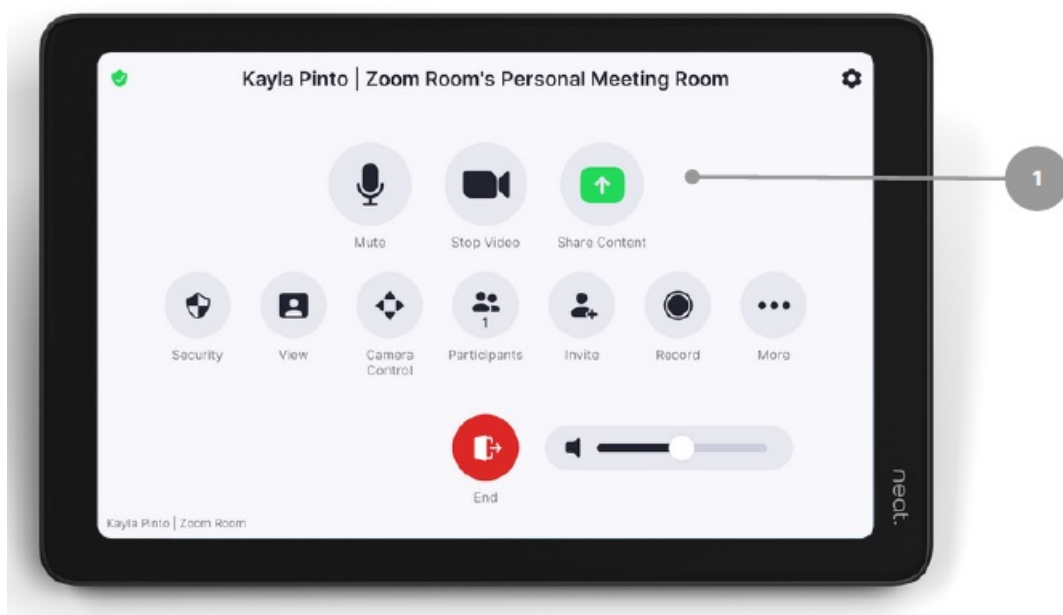 Kayla Pinto | Zoom Room's Personal Meeting Room
1
Mute
Stop Video
Share Content
1
Security
View
Camera
Control
Participants
Invite
Record
More
End
Kayla Pinto | Zoom Room
neat.